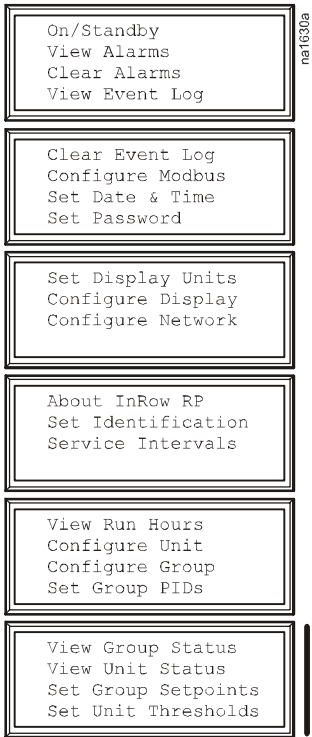 On/Standby
View Alarms
Clear Alarms
View Event Log
na1630a
Clear Event Log
Configure Modbus
Set Date & Time
Set Password
Set Display Units
Configure Display
Configure Network
About InRow RP
Set Identification
Service Intervals
View Run Hours
Configure Unit
Configure Group
Set Group PIDs
View Group Status
View Unit Status
Set Group Setpoints
Set Unit Thresholds